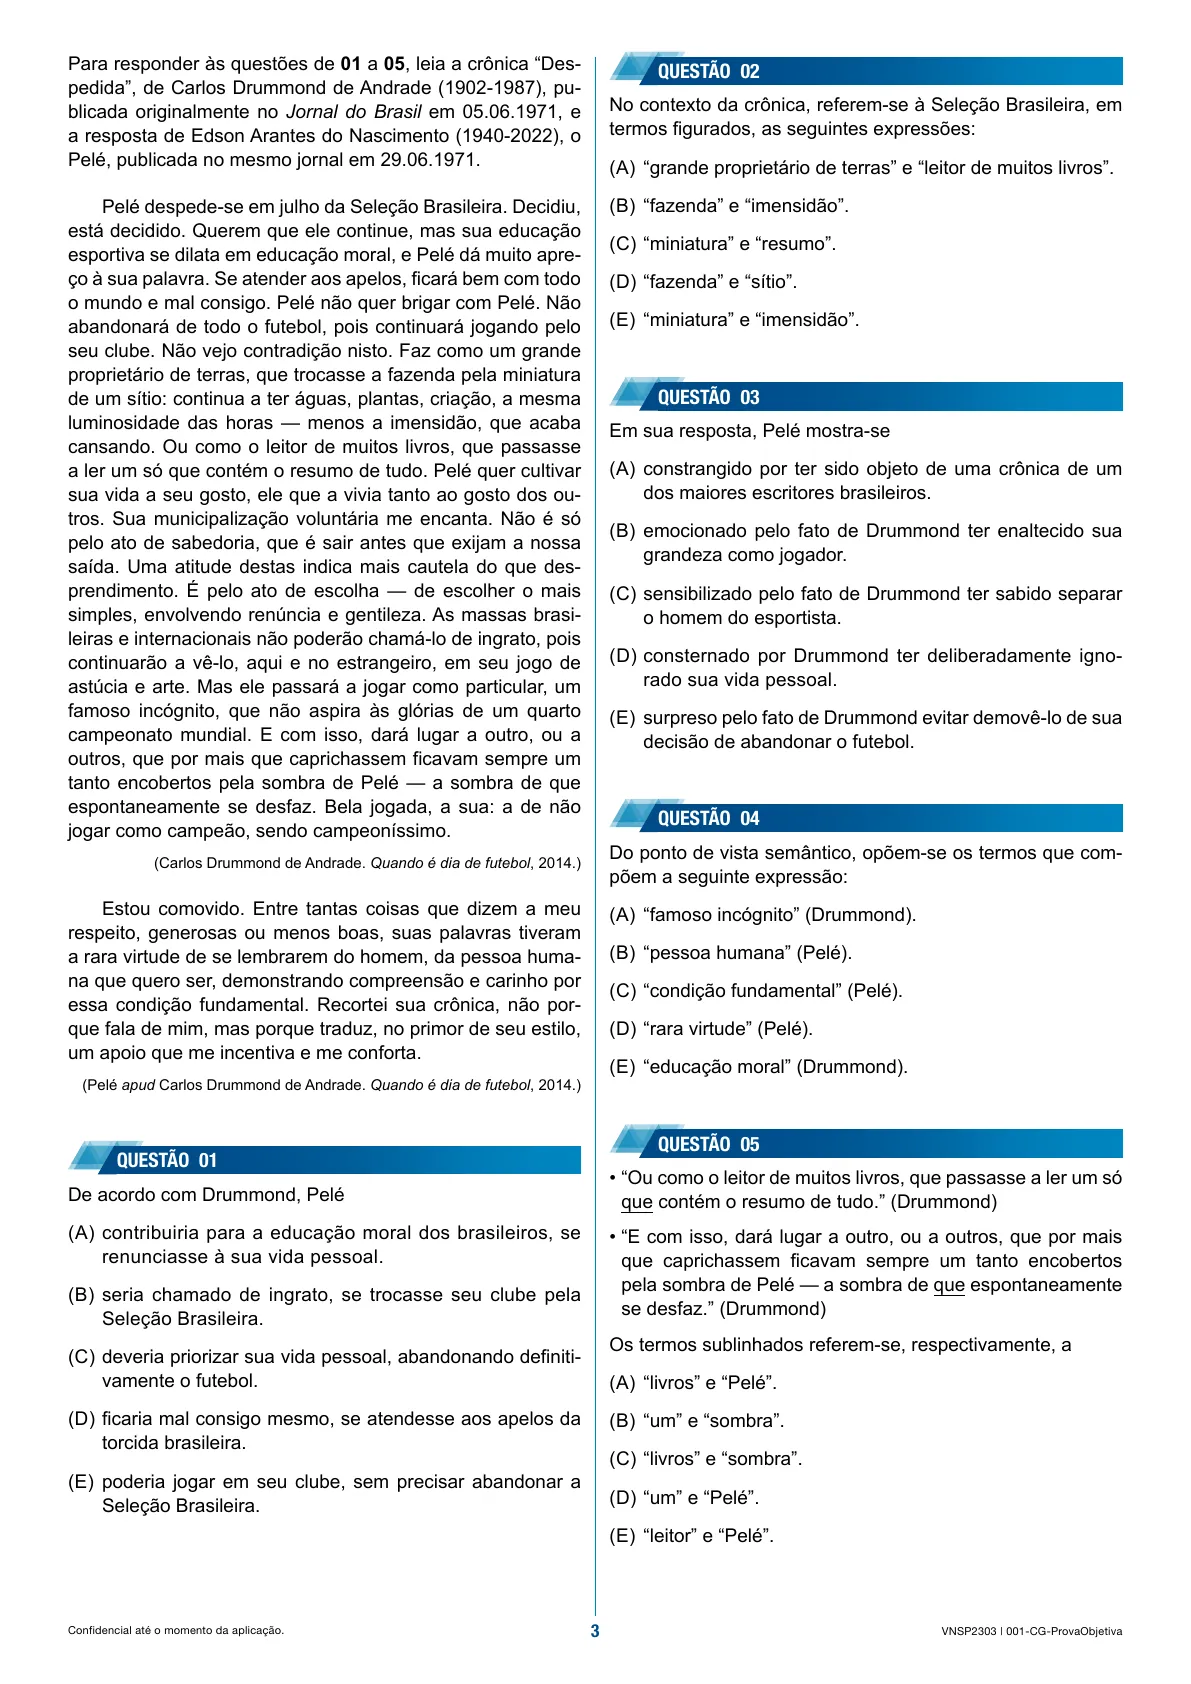 Para responder às questões de 01 a 05, leia a crônica “Des-
pedida”, de Carlos Drummond de Andrade (1902-1987), pu-
blicada originalmente no Jornal do Brasil em 05.06.1971, e
a resposta de Edson Arantes do Nascimento (1940-2022), o
Pelé, publicada no mesmo jornal em 29.06.1971.
Pelé despede-se em julho da Seleção Brasileira. Decidiu,
está decidido. Querem que ele continue, mas sua educação
esportiva se dilata em educação moral, e Pelé dá muito apre-
ço à sua palavra. Se atender aos apelos, ficará bem com todo
o mundo e mal consigo. Pelé não quer brigar com Pelé. Não
abandonará de todo o futebol, pois continuará jogando pelo
seu clube. Não vejo contradição nisto. Faz como um grande
proprietário de terras, que trocasse a fazenda pela miniatura
de um sítio: continua a ter águas, plantas, criação, a mesma
luminosidade das horas — menos a imensidão, que acaba
cansando. Ou como o leitor de muitos livros, que passasse
a ler um só que contém o resumo de tudo. Pelé quer cultivar
sua vida a seu gosto, ele que a vivia tanto ao gosto dos ou-
tros. Sua municipalização voluntária me encanta. Não é só
pelo ato de sabedoria, que é sair antes que exijam a nossa
saída. Uma atitude destas indica mais cautela do que des-
prendimento. É pelo ato de escolha — de escolher o mais
simples, envolvendo renúncia e gentileza. As massas brasi-
leiras e internacionais não poderão chamá-lo de ingrato, pois
continuarão a vê-lo, aqui e no estrangeiro, em seu jogo de
astúcia e arte. Mas ele passará a jogar como particular, um
famoso incógnito, que não aspira às glórias de um quarto
campeonato mundial. E com isso, dará lugar a outro, ou a
outros, que por mais que caprichassem ficavam sempre um
tanto encobertos pela sombra de Pelé — a sombra de que
espontaneamente se desfaz. Bela jogada, a sua: a de não
jogar como campeão, sendo campeoníssimo.
(Carlos Drummond de Andrade. Quando é dia de futebol, 2014.)
Estou comovido. Entre tantas coisas que dizem a meu
respeito, generosas ou menos boas, suas palavras tiveram
a rara virtude de se lembrarem do homem, da pessoa huma-
na que quero ser, demonstrando compreensão e carinho por
essa condição fundamental. Recortei sua crônica, não por-
que fala de mim, mas porque traduz, no primor de seu estilo,
um apoio que me incentiva e me conforta.
(Pelé apud Carlos Drummond de Andrade. Quando é dia de futebol, 2014.)
QUESTÃO 01
De acordo com Drummond, Pelé
(A) contribuiria para a educação moral dos brasileiros, se
renunciasse à sua vida pessoal.
(B) seria chamado de ingrato, se trocasse seu clube pela
Seleção Brasileira.
(C) deveria priorizar sua vida pessoal, abandonando definiti-
vamente o futebol.
(D) ficaria mal consigo mesmo, se atendesse aos apelos da
torcida brasileira.
(E) poderia jogar em seu clube, sem precisar abandonar a
Seleção Brasileira.
QUESTÃO 02
No contexto da crônica, referem-se à Seleção Brasileira, em
termos figurados, as seguintes expressões:
(A) “grande proprietário de terras” e “leitor de muitos livros”.
(B) “fazenda” e “imensidão”.
(C) “miniatura” e “resumo”.
(D) “fazenda” e “sítio”.
(E) “miniatura” e “imensidão”.
QUESTÃO 03
Em sua resposta, Pelé mostra-se
(A) constrangido por ter sido objeto de uma crônica de um
dos maiores escritores brasileiros.
(B) emocionado pelo fato de Drummond ter enaltecido sua
grandeza como jogador.
(C) sensibilizado pelo fato de Drummond ter sabido separar
o homem do esportista.
(D) consternado por Drummond ter deliberadamente igno-
rado sua vida pessoal.
(E) surpreso pelo fato de Drummond evitar demovê-lo de sua
decisão de abandonar o futebol.
QUESTÃO 04
Do ponto de vista semântico, opõem-se os termos que com-
põem a seguinte expressão:
(A) “famoso incógnito” (Drummond).
(B) “pessoa humana” (Pelé).
(C) “condição fundamental” (Pelé).
(D) “rara virtude” (Pelé).
(E) “educação moral” (Drummond).
QUESTÃO 05
• “Ou como o leitor de muitos livros, que passasse a ler um só
que contém o resumo de tudo.” (Drummond)
• “E com isso, dará lugar a outro, ou a outros, que por mais
que caprichassem ficavam sempre um tanto encobertos
pela sombra de Pelé — a sombra de que espontaneamente
se desfaz.” (Drummond)
Os termos sublinhados referem-se, respectivamente, a
(A) “livros” e “Pelé”.
(B) “um” e “sombra”.
(C) “livros” e “sombra”.
(D) “um” e “Pelé”.
(E) “leitor” e “Pelé”.
Confidencial até o momento da aplicação.
3
VNSP2303 | 001-CG-ProvaObjetiva